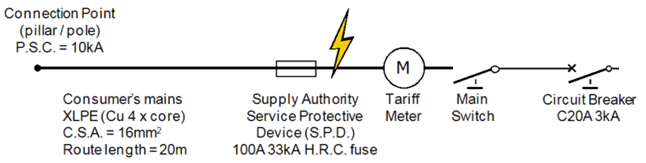 Connection Point
(pillar / pole)
P.S.C. = 10kA
M
Consumer's mains
XLPE (Cu 4 x core)
C.S.A. = 16mm²
Route length = 20m
Supply Authority
Service Protective
Device (S.P.D.)
100A 33kA H.R.C. fuse
Tariff
Meter
Main
Switch
Circuit Breaker
C20A 3kA